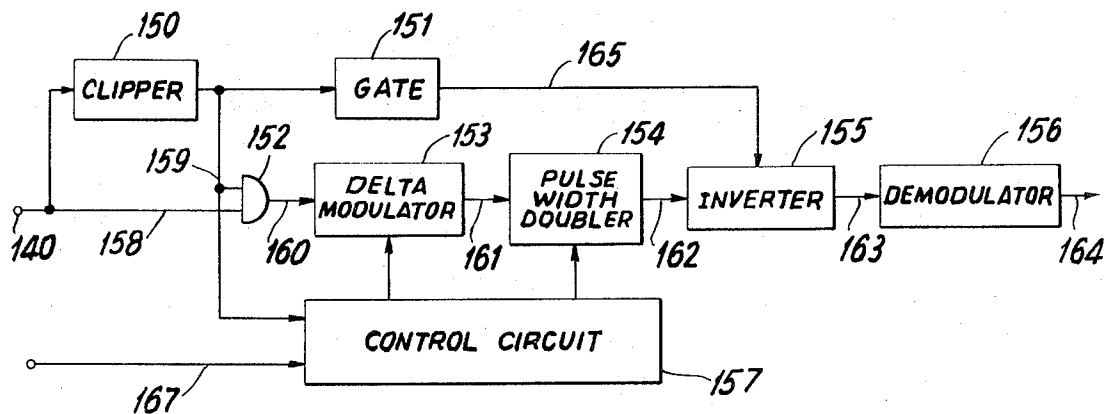 150
151
165
CLIPPER
GATE
152
153
154
155
156
159
DELTA
MODULATOR
PULSE
WIDTH
DOUBLER
INVERTER
DEMODULATOR
140
158
160
161
162
163
164
CONTROL CIRCUIT
167
157